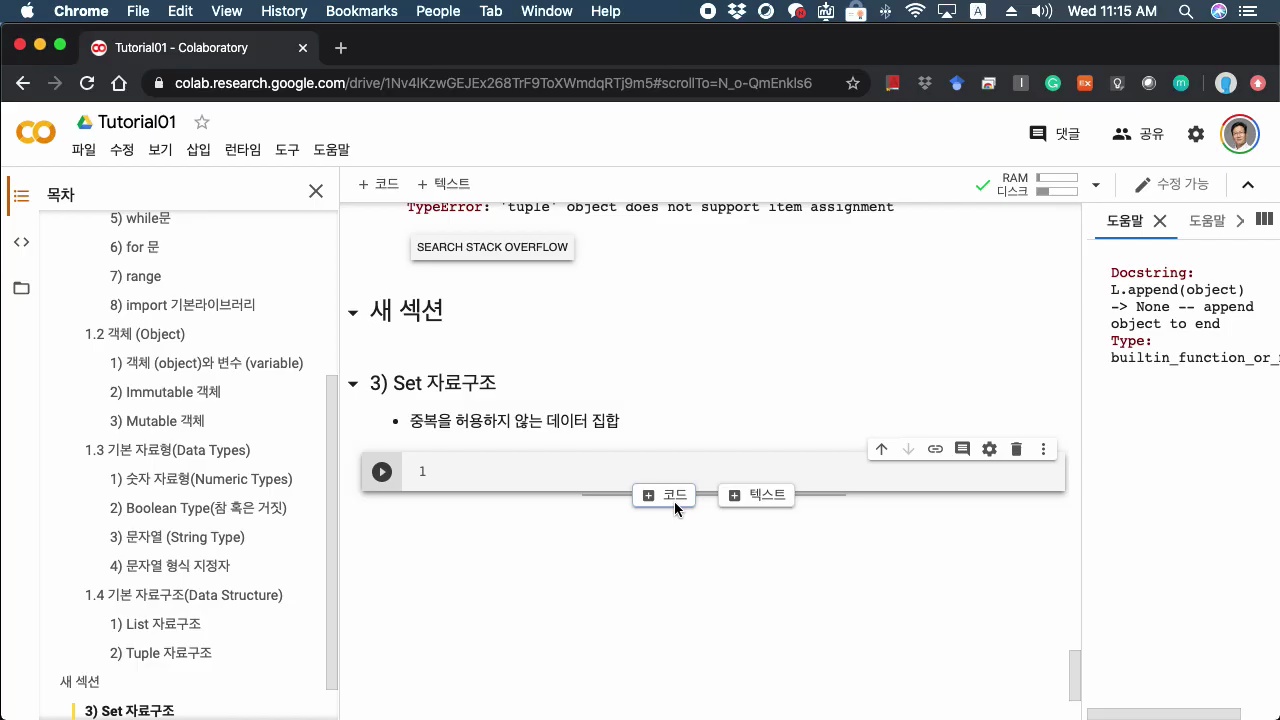 Chrome File Edit View History Bookmarks People Tab Window Help A Wed 11:15 AM
Tutorial01 - Colaboratory
colab.research.google.com/drive/1Nv4lKzwGEJEx268TrF9ToXWmdqRTj9m5#scrollTo=N_o-QmEnkls6
Tutorial01
댓글 공유
파일 수정 보기 삽입 런타임 도구 도움말
목차
5) while문
6) for 문
7) range
8) import 기본라이브러리
1.2 객체 (Object)
1) 객체 (object)와 변수 (variable)
2) Immutable 객체
3) Mutable 객체
1.3 기본 자료형(Data Types)
1) 숫자 자료형(Numeric Types)
2) Boolean Type(참 혹은 거짓)
3) 문자열 (String Type)
4) 문자열 형식 지정자
1.4 기본 자료구조(Data Structure)
1) List 자료구조
2) Tuple 자료구조
새 섹션
3) Set 자료구조
+ 코드 + 텍스트
RAM
디스크
수정 가능
TypeError: 'tuple' object does not support item assignment
SEARCH STACK OVERFLOW
새 섹션
3) Set 자료구조
• 중복을 허용하지 않는 데이터 집합
1
코드 텍스트
도움말 도움말
Docstring:
L.append(object)
-> None -- append
object to end
Type:
builtin_function_or_